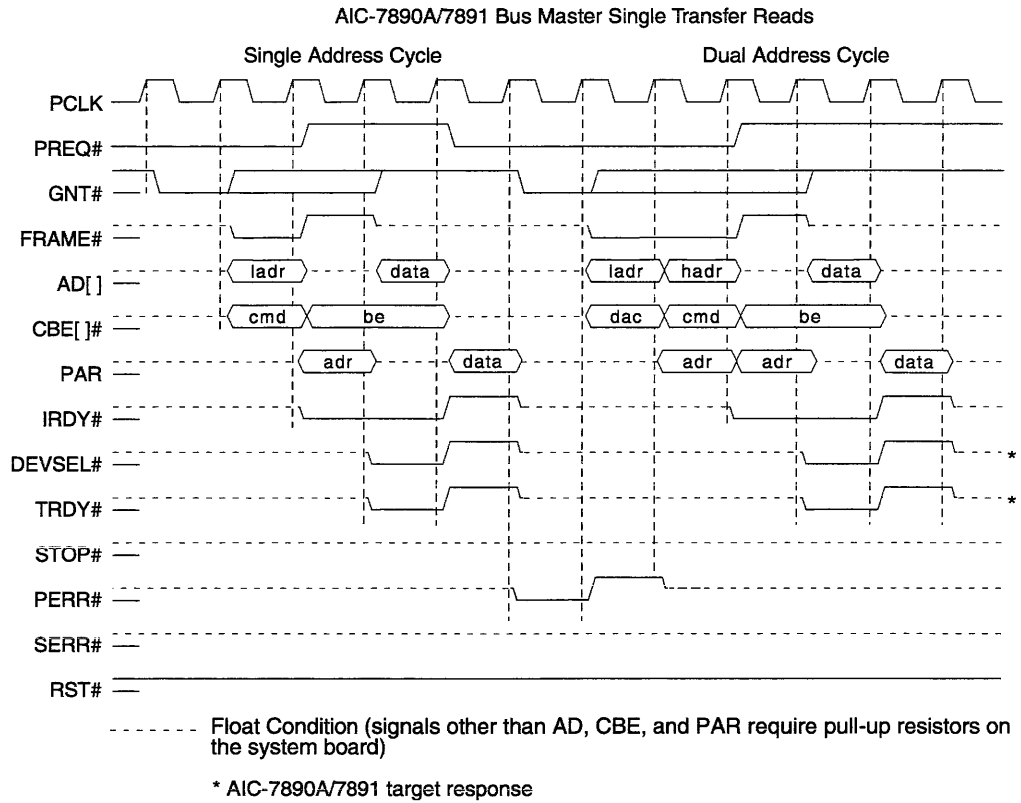 AIC-7890A/7891 Bus Master Single Transfer Reads
Single Address Cycle Dual Address Cycle
PCLK
PREQ#
GNT#
FRAME#
AD[ ] ladr data ladr hadr data
CBE[ ]# cmd be dac cmd be
PAR adr data adr adr data
IRDY#
DEVSEL# *
TRDY# *
STOP#
PERR#
SERR#
RST#
Float Condition (signals other than AD, CBE, and PAR require pull-up resistors on
the system board)
* AIC-7890A/7891 target response